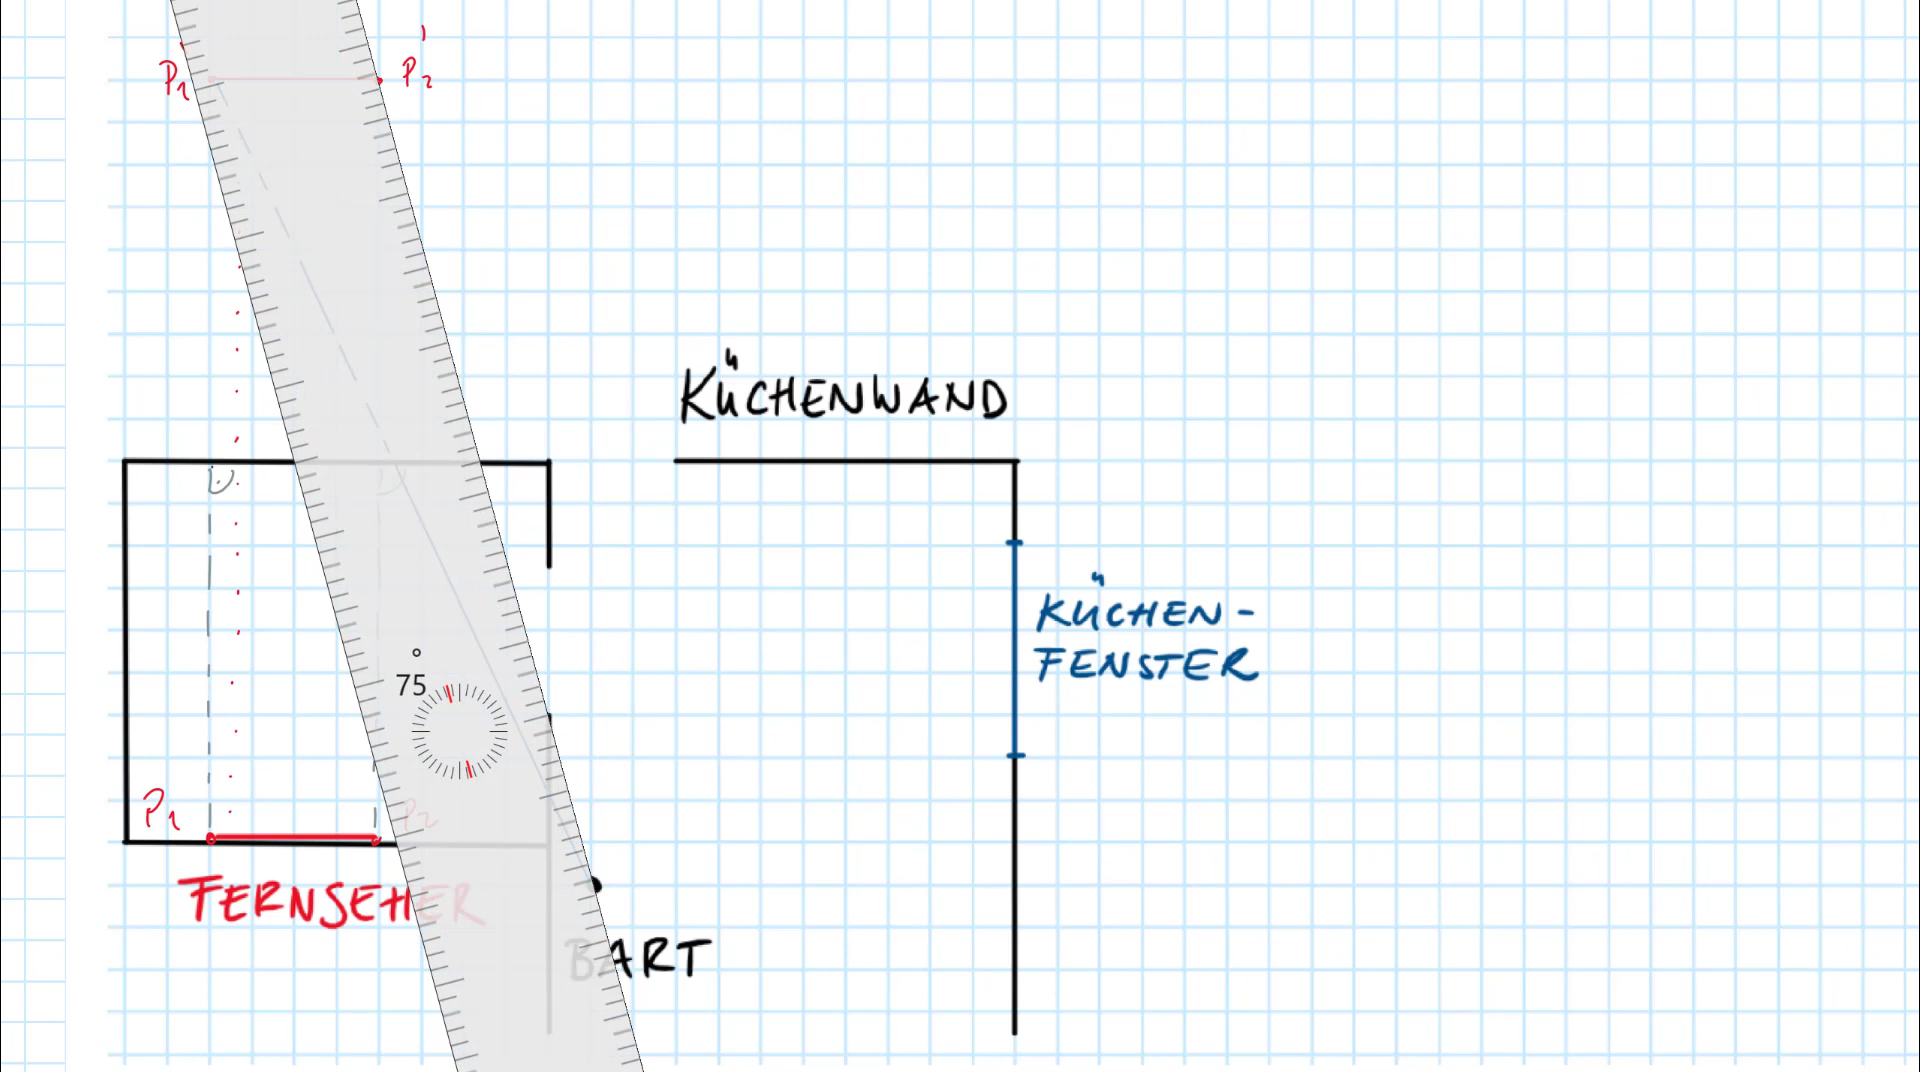 P₁' P₂'
KÜCHENWAND
KÜCHEN-
FENSTER
75°
P₁ P₂
FERNSEHER
BART